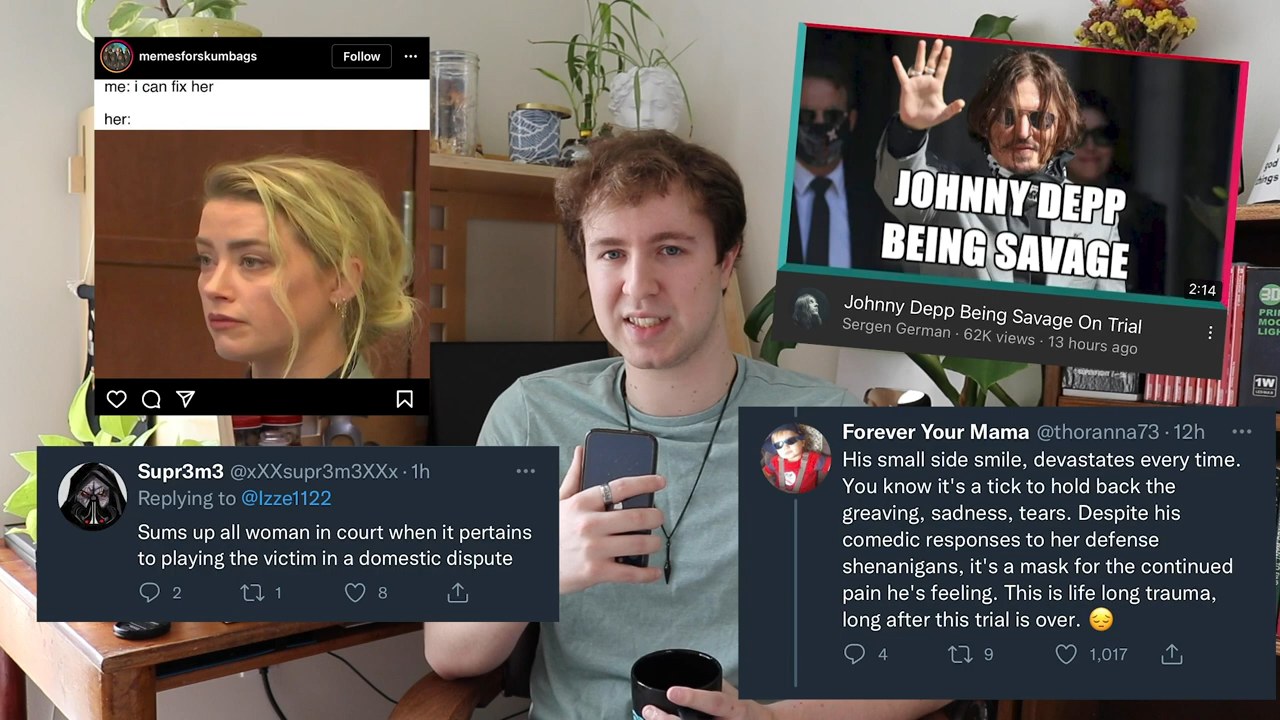 memesforskumbags
Follow
me: i can fix her
her:
JOHNNY DEPP
BEING SAVAGE
2:14
Johnny Depp Being Savage On Trial
Sergen German · 62K views · 13 hours ago
Supr3m3 @xXXsupr3m3XXx · 1h
Replying to @Izze1122
Sums up all woman in court when it pertains
to playing the victim in a domestic dispute
2 1 8
Forever Your Mama @thoranna73 · 12h
His small side smile, devastates every time.
You know it's a tick to hold back the
greaving, sadness, tears. Despite his
comedic responses to her defense
shenanigans, it's a mask for the continued
pain he's feeling. This is life long trauma,
long after this trial is over. 😔
4 9 1,017
3D
1W